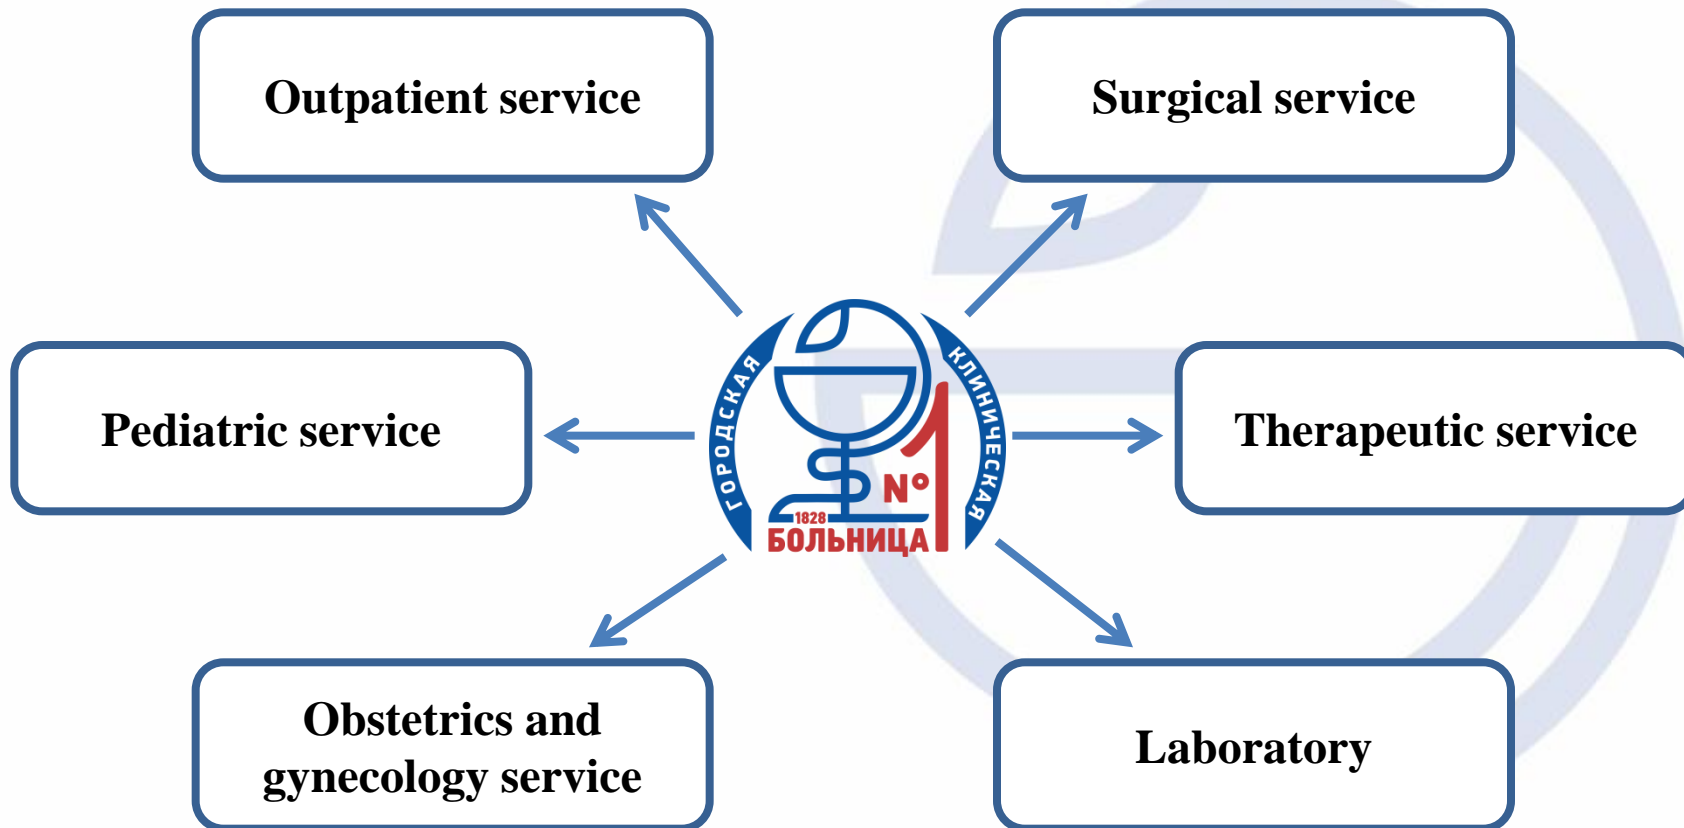 Outpatient service
Surgical service
Pediatric service
ГОРОДСКАЯ
КЛИНИЧЕСКАЯ
№1
1828
БОЛЬНИЦА
Therapeutic service
Obstetrics and
gynecology service
Laboratory